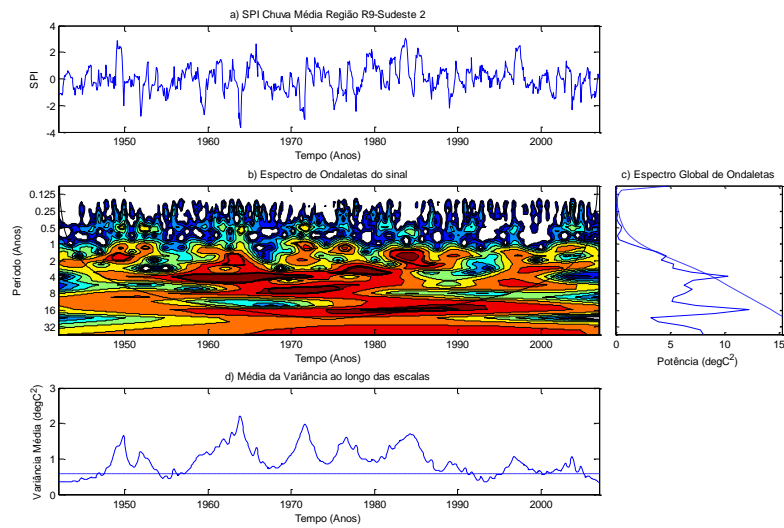 a) SPI Chuva Média Região R9-Sudeste 2
4
2
0
-2
-4
SPI
1950 1960 1970 1980 1990 2000
Tempo (Anos)
b) Espectro de Ondaletas do sinal
0.125
0.25
0.5
1
2
4
8
16
32
Período (anos)
1950 1960 1970 1980 1990 2000
Tempo (Anos)
c) Espectro Global de Ondaletas
0 5 10 15
Potência (degC²)
d) Média da Variância ao longo das escalas
3
2
1
0
Variância Média (degC²)
1950 1960 1970 1980 1990 2000
Tempo (Anos)